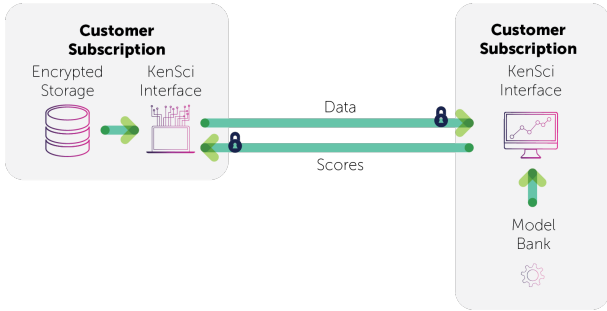 Customer
Subscription
Encrypted
Storage
KenSci
Interface
Data
Scores
Customer
Subscription
KenSci
Interface
Model
Bank